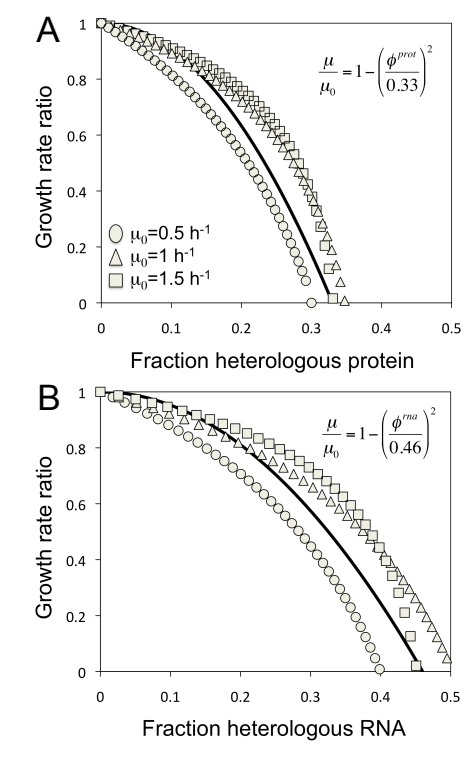 A
μ/μ₀ = 1 − (ϕ^prot/0.33)²
Growth rate ratio
1
0.8
0.6
0.4
0.2
0
μ₀=0.5 h⁻¹
μ₀=1 h⁻¹
μ₀=1.5 h⁻¹
0 0.1 0.2 0.3 0.4 0.5
Fraction heterologous protein
B
μ/μ₀ = 1 − (ϕ^rna/0.46)²
Growth rate ratio
1
0.8
0.6
0.4
0.2
0
0 0.1 0.2 0.3 0.4 0.5
Fraction heterologous RNA